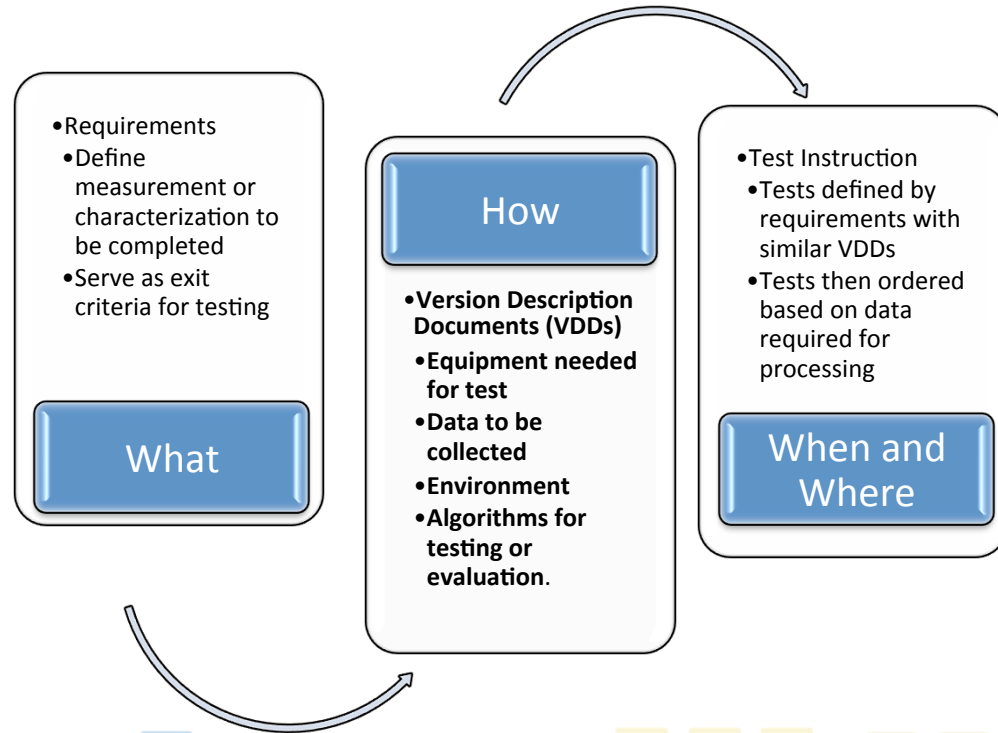 •Requirements
•Define
measurement or
characterization to
be completed
•Serve as exit
criteria for testing
What
How
•Version Description
Documents (VDDs)
•Equipment needed
for test
•Data to be
collected
•Environment
•Algorithms for
testing or
evaluation.
•Test Instruction
•Tests defined by
requirements with
similar VDDs
•Tests then ordered
based on data
required for
processing
When and
Where